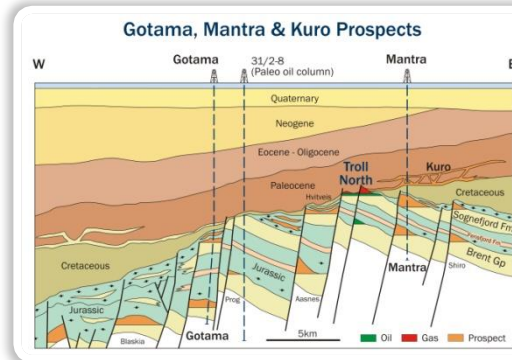 Gotama, Mantra & Kuro Prospects
W
Gotama
31/2-8
(Paleo oil column)
Mantra
E
Quaternary
Neogene
Eocene - Oligocene
Paleocene
Troll
North
Kuro
Hvitveis
Cretaceous
Sognefjord Fm.
Fensfjord Fm.
Brent Gp
Cretaceous
Jurassic
Jurassic
Mantra
Shiro
Prog
Aasnes
Gotama
Blaskia
5km
Oil
Gas
Prospect